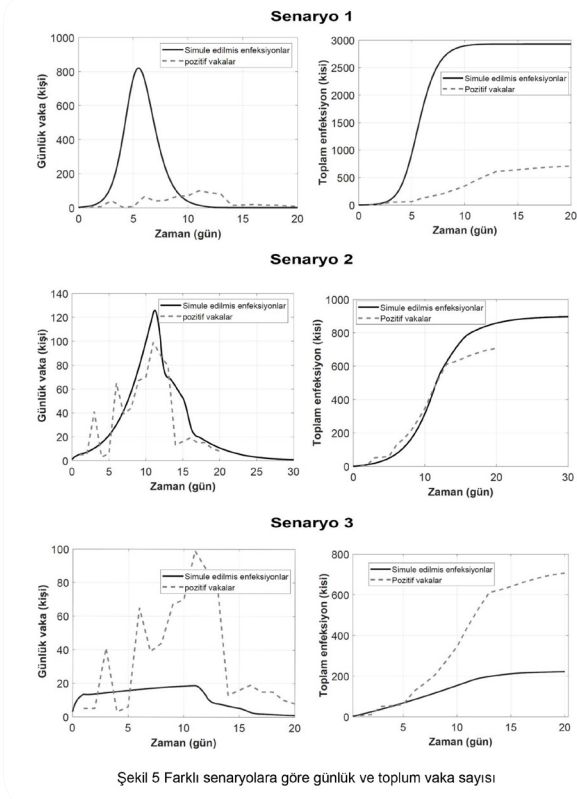 Senaryo 1
1000
800
600
400
200
0
Günlük vaka (kişi)
Simule edilmis enfeksiyonlar
pozitif vakalar
0 5 10 15 20
Zaman (gün)
3000
2500
2000
1500
1000
500
0
Toplam enfeksiyon (kisi)
Simule edilmis enfeksiyonlar
Pozitif vakalar
0 5 10 15 20
Zaman (gün)
Senaryo 2
140
120
100
80
60
40
20
0
Günlük vaka (kişi)
Simule edilmis enfeksiyonlar
pozitif vakalar
0 5 10 15 20 25 30
Zaman (gün)
1000
800
600
400
200
0
Toplam enfeksiyon (kisi)
Simule edilmis enfeksiyonlar
Pozitif vakalar
0 10 20 30
Zaman (gün)
Senaryo 3
100
80
60
40
20
0
Günlük vaka (kişi)
Simule edilmis enfeksiyonlar
pozitif vakalar
0 5 10 15 20
Zaman (gün)
800
600
400
200
0
Toplam enfeksiyon (kisi)
Simule edilmis enfeksiyonlar
Pozitif vakalar
5 10 15 20
Zaman (gün)
Şekil 5 Farklı senaryolara göre günlük ve toplum vaka sayısı